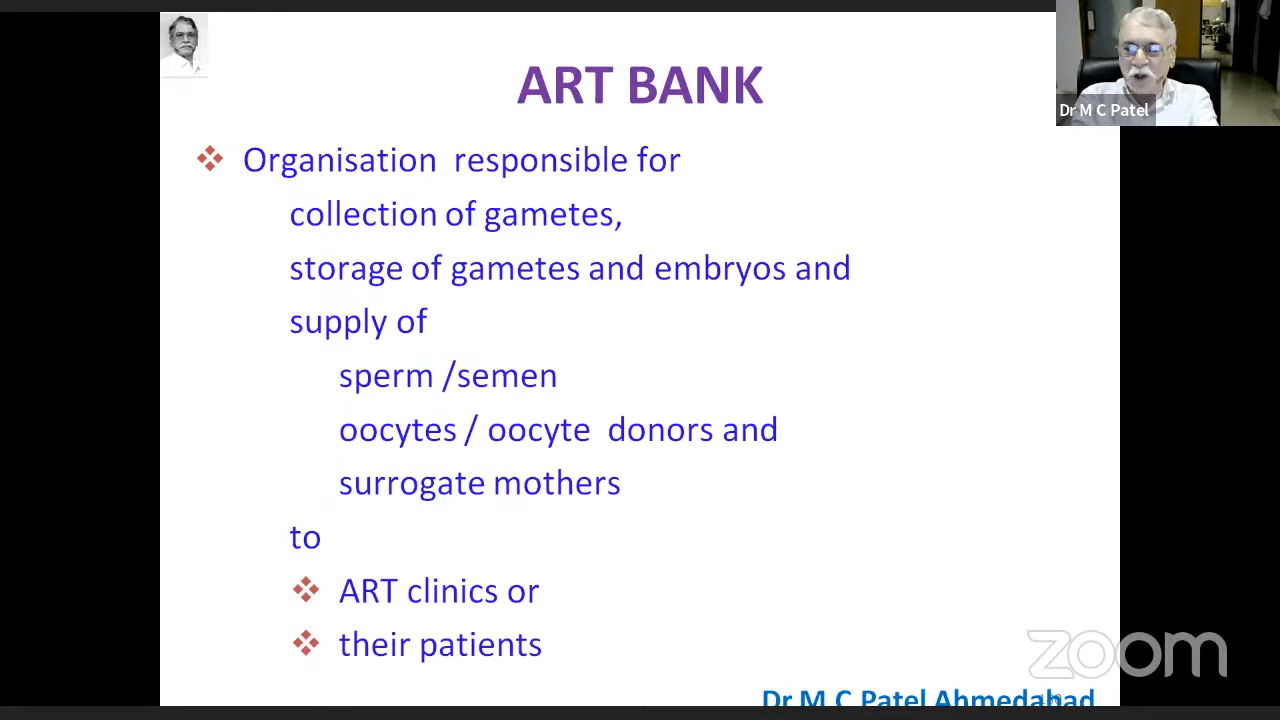 ART BANK
Dr M C Patel
Organisation responsible for
collection of gametes,
storage of gametes and embryos and
supply of
sperm /semen
oocytes / oocyte donors and
surrogate mothers
to
ART clinics or
their patients
zoom
Dr M C Patel Ahmedabad